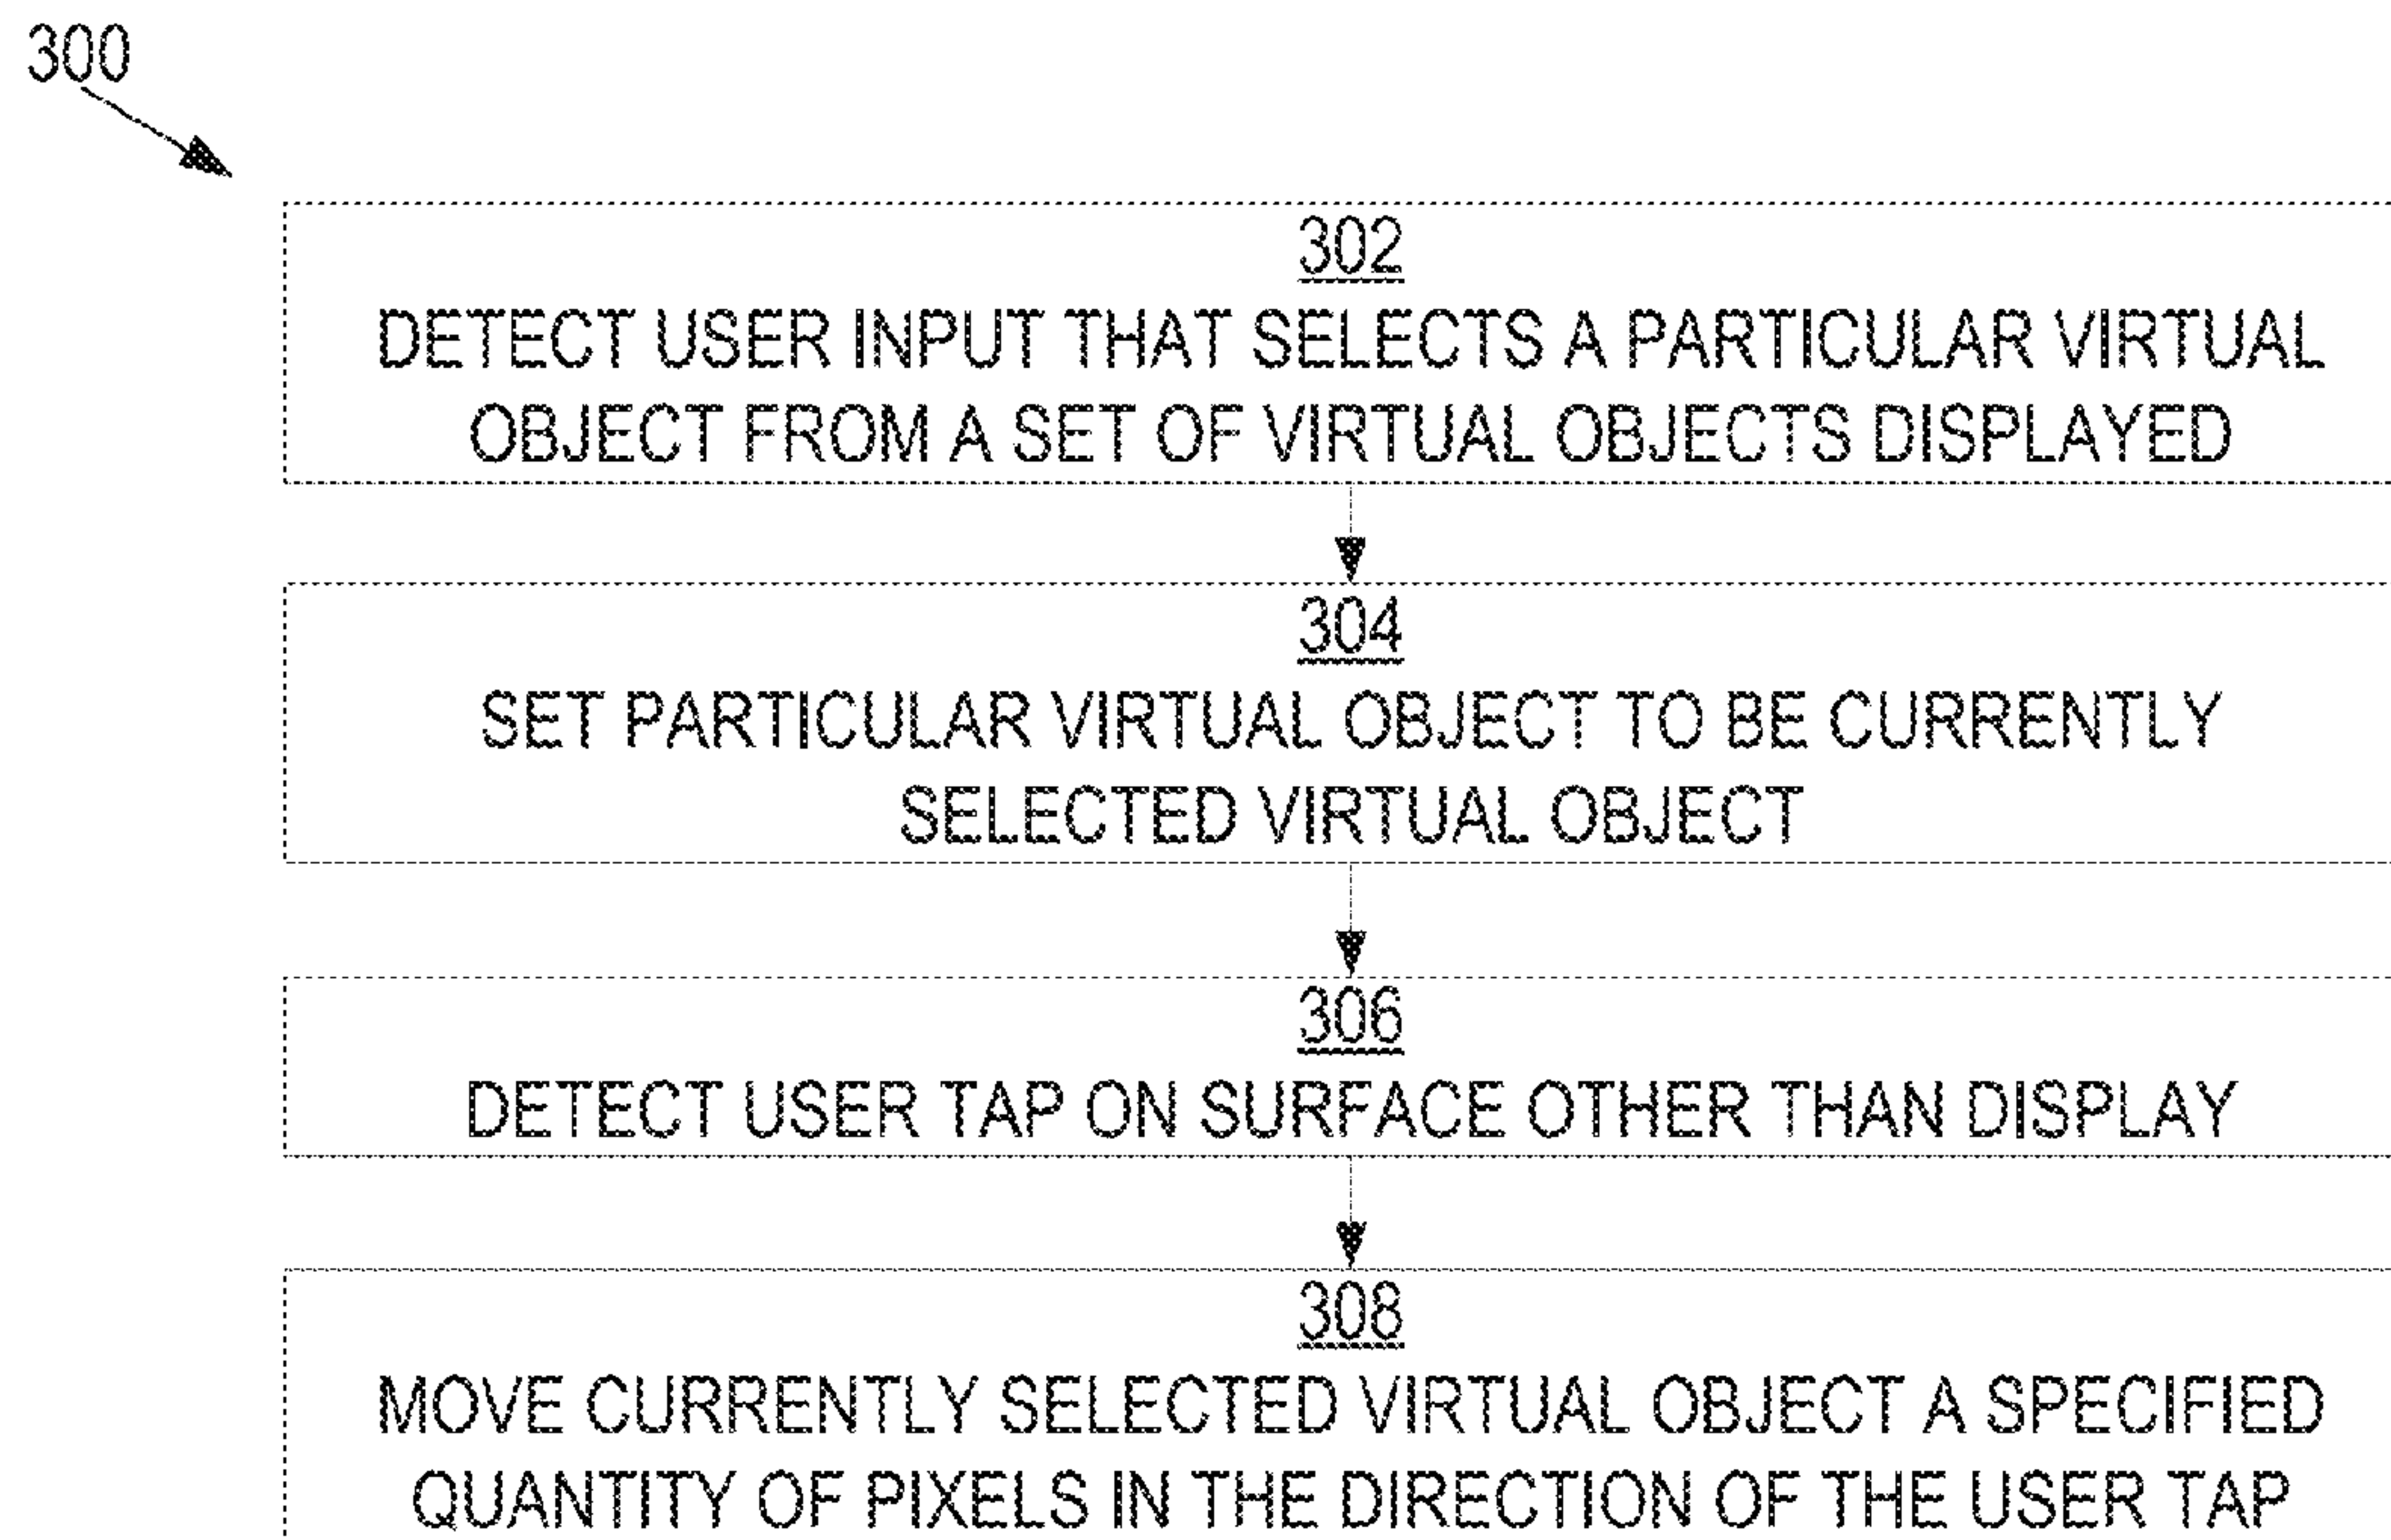 300
302
DETECT USER INPUT THAT SELECTS A PARTICULAR VIRTUAL
OBJECT FROM A SET OF VIRTUAL OBJECTS DISPLAYED
304
SET PARTICULAR VIRTUAL OBJECT TO BE CURRENTLY
SELECTED VIRTUAL OBJECT
306
DETECT USER TAP ON SURFACE OTHER THAN DISPLAY
308
MOVE CURRENTLY SELECTED VIRTUAL OBJECT A SPECIFIED
QUANTITY OF PIXELS IN THE DIRECTION OF THE USER TAP